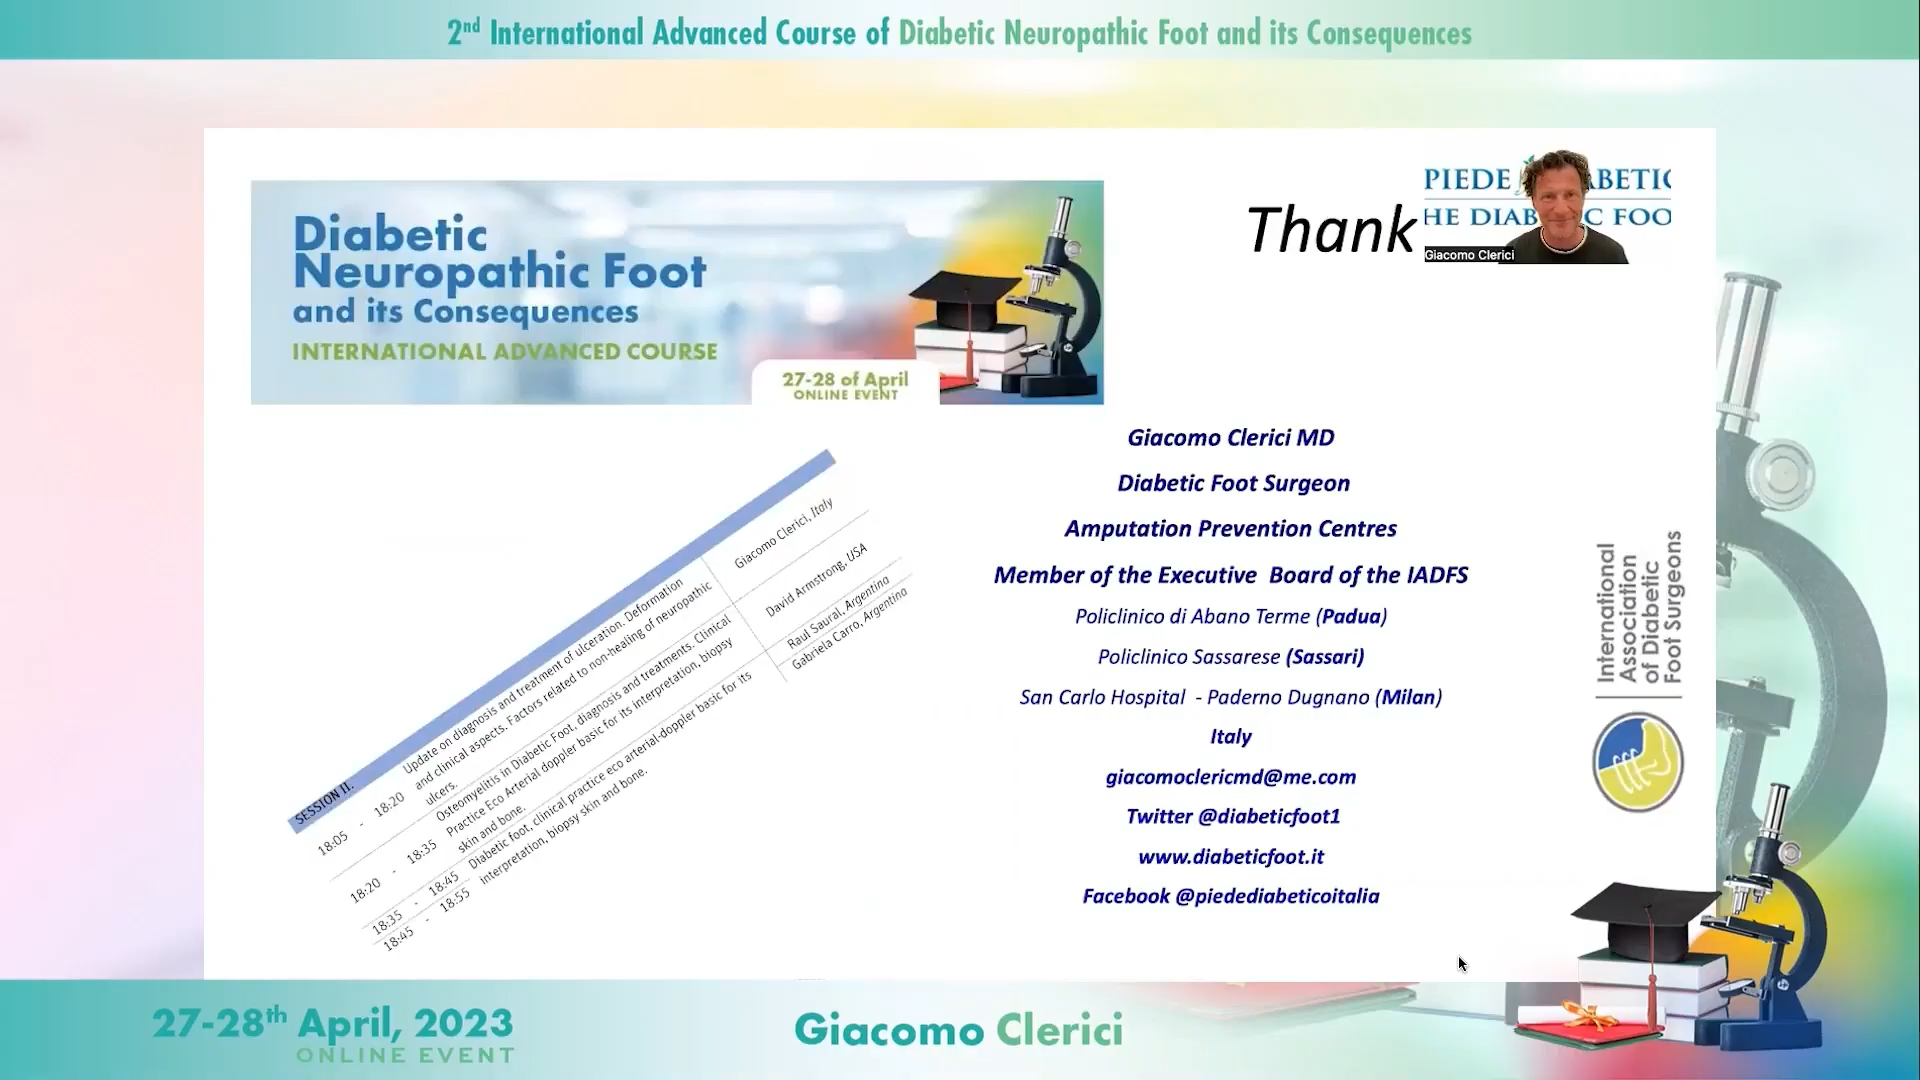 2nd International Advanced Course of Diabetic Neuropathic Foot and its Consequences
Diabetic
Neuropathic Foot
and its Consequences
INTERNATIONAL ADVANCED COURSE
27-28 of April
ONLINE EVENT
Thank
PIEDE DIABETIC
HE DIAB C FOO
Giacomo Clerici
Giacomo Clerici MD
Diabetic Foot Surgeon
Amputation Prevention Centres
Member of the Executive Board of the IADFS
Policlinico di Abano Terme (Padua)
Policlinico Sassarese (Sassari)
San Carlo Hospital - Paderno Dugnano (Milan)
Italy
giacomoclericimd@me.com
Twitter @diabeticfoot1
www.diabeticfoot.it
Facebook @piedediabeticoitalia
SESSION II.
18:05 - 18:20
Update on diagnosis and treatment of ulceration. Deformation
and clinical aspects. Factors related to non-healing of neuropathic
ulcers.
Giacomo Clerici, Italy
18:20 - 18:35
Osteomyelitis in Diabetic Foot, diagnosis and treatments. Clinical
Practice Eco Arterial doppler basic for its interpretation, biopsy
skin and bone.
David Armstrong, USA
18:35 - 18:45
18:45 - 18:55
Diabetic foot, clinical practice eco arterial-doppler basic for its
interpretation, biopsy skin and bone.
Raul Saural, Argentina
Gabriela Carro, Argentina
International
Association
of Diabetic
Foot Surgeons
27-28th April, 2023
ONLINE EVENT
Giacomo Clerici